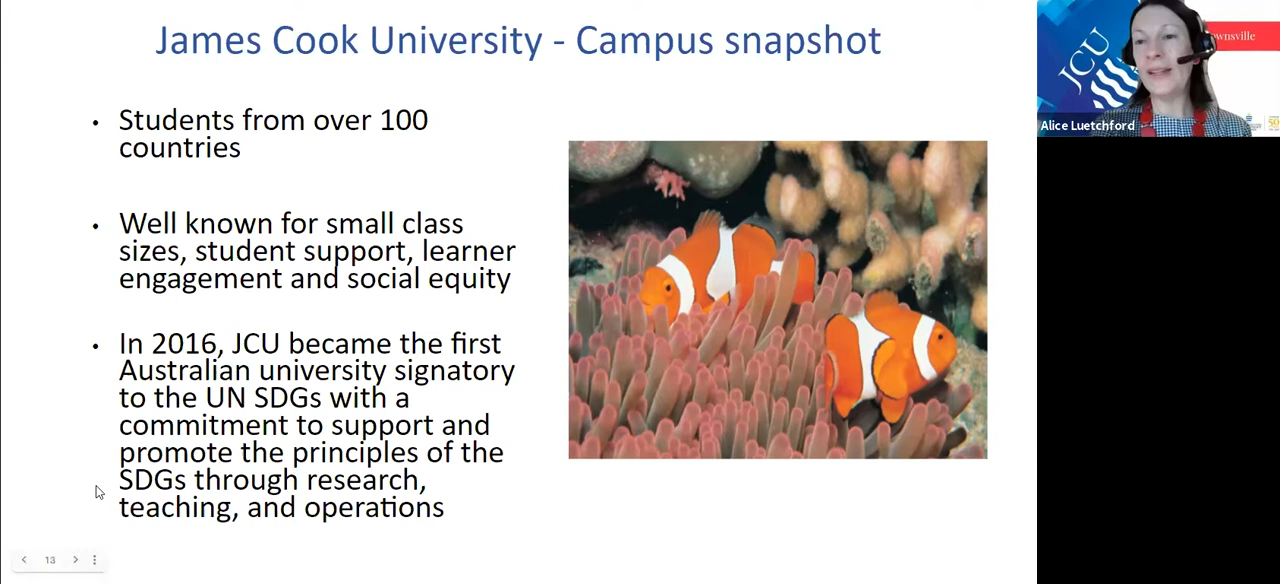 James Cook University - Campus snapshot
• Students from over 100
countries
• Well known for small class
sizes, student support, learner
engagement and social equity
• In 2016, JCU became the first
Australian university signatory
to the UN SDGs with a
commitment to support and
promote the principles of the
SDGs through research,
teaching, and operations
13
JCU
ownsville
Alice Luetchford
50